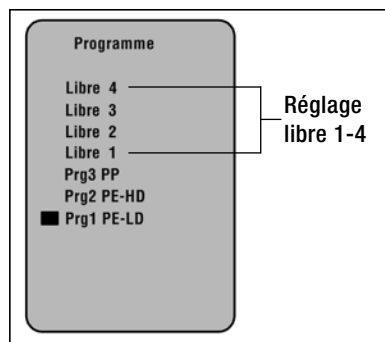 Programme
Libre 4
Libre 3
Libre 2
Libre 1
Prg3 PP
Prg2 PE-HD
Prg1 PE-LD
Réglage
libre 1-4